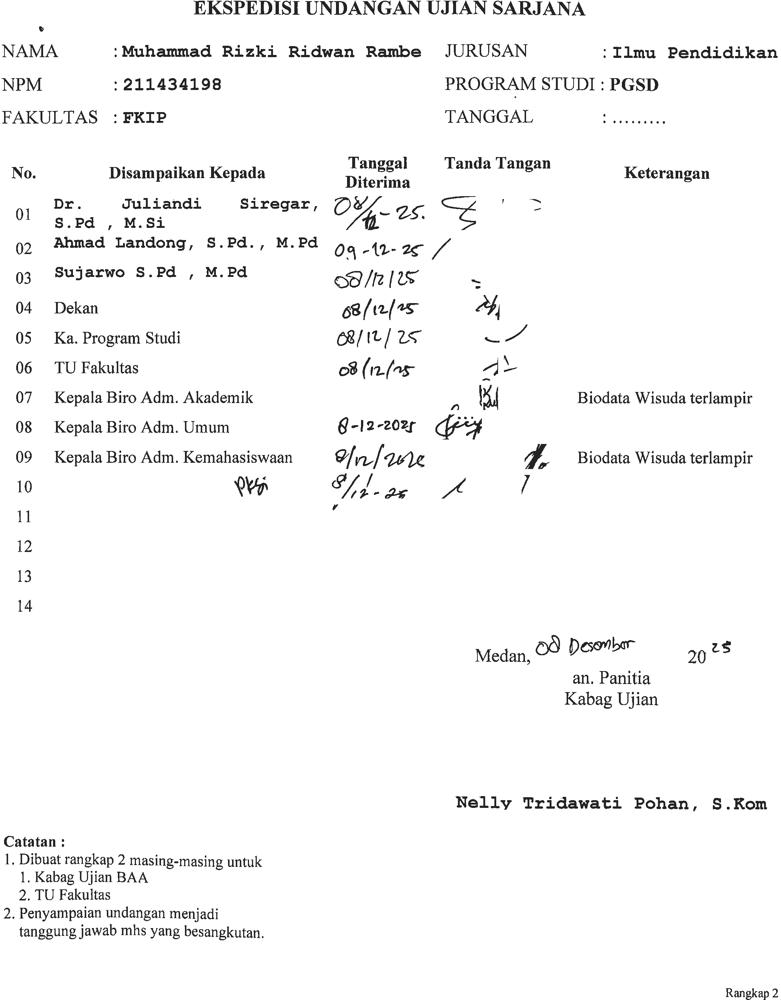 EKSPEDISI UNDANGAN UJIAN SARJANA
NAMA : Muhammad Rizki Ridwan Rambe JURUSAN : Ilmu Pendidikan
NPM : 211434198 PROGRAM STUDI : PGSD
FAKULTAS : FKIP TANGGAL : .........
No. Disampaikan Kepada Tanggal Diterima Tanda Tangan Keterangan
01 Dr. Juliandi Siregar, 08/12-25.
S.Pd , M.Si
02 Ahmad Landong, S.Pd., M.Pd 09-12-25
03 Sujarwo S.Pd , M.Pd 08/12/25
04 Dekan 08/12/25
05 Ka. Program Studi 08/12/25
06 TU Fakultas 08/12/25
07 Kepala Biro Adm. Akademik Biodata Wisuda terlampir
08 Kepala Biro Adm. Umum 8-12-2025
09 Kepala Biro Adm. Kemahasiswaan Biodata Wisuda terlampir
10 8/12-25
11
12
13
14
Medan, 08 Desember 2025
an. Panitia
Kabag Ujian
Nelly Tridawati Pohan, S.Kom
Catatan :
1. Dibuat rangkap 2 masing-masing untuk
1. Kabag Ujian BAA
2. TU Fakultas
2. Penyampaian undangan menjadi
tanggung jawab mhs yang besangkutan.
Rangkap 2